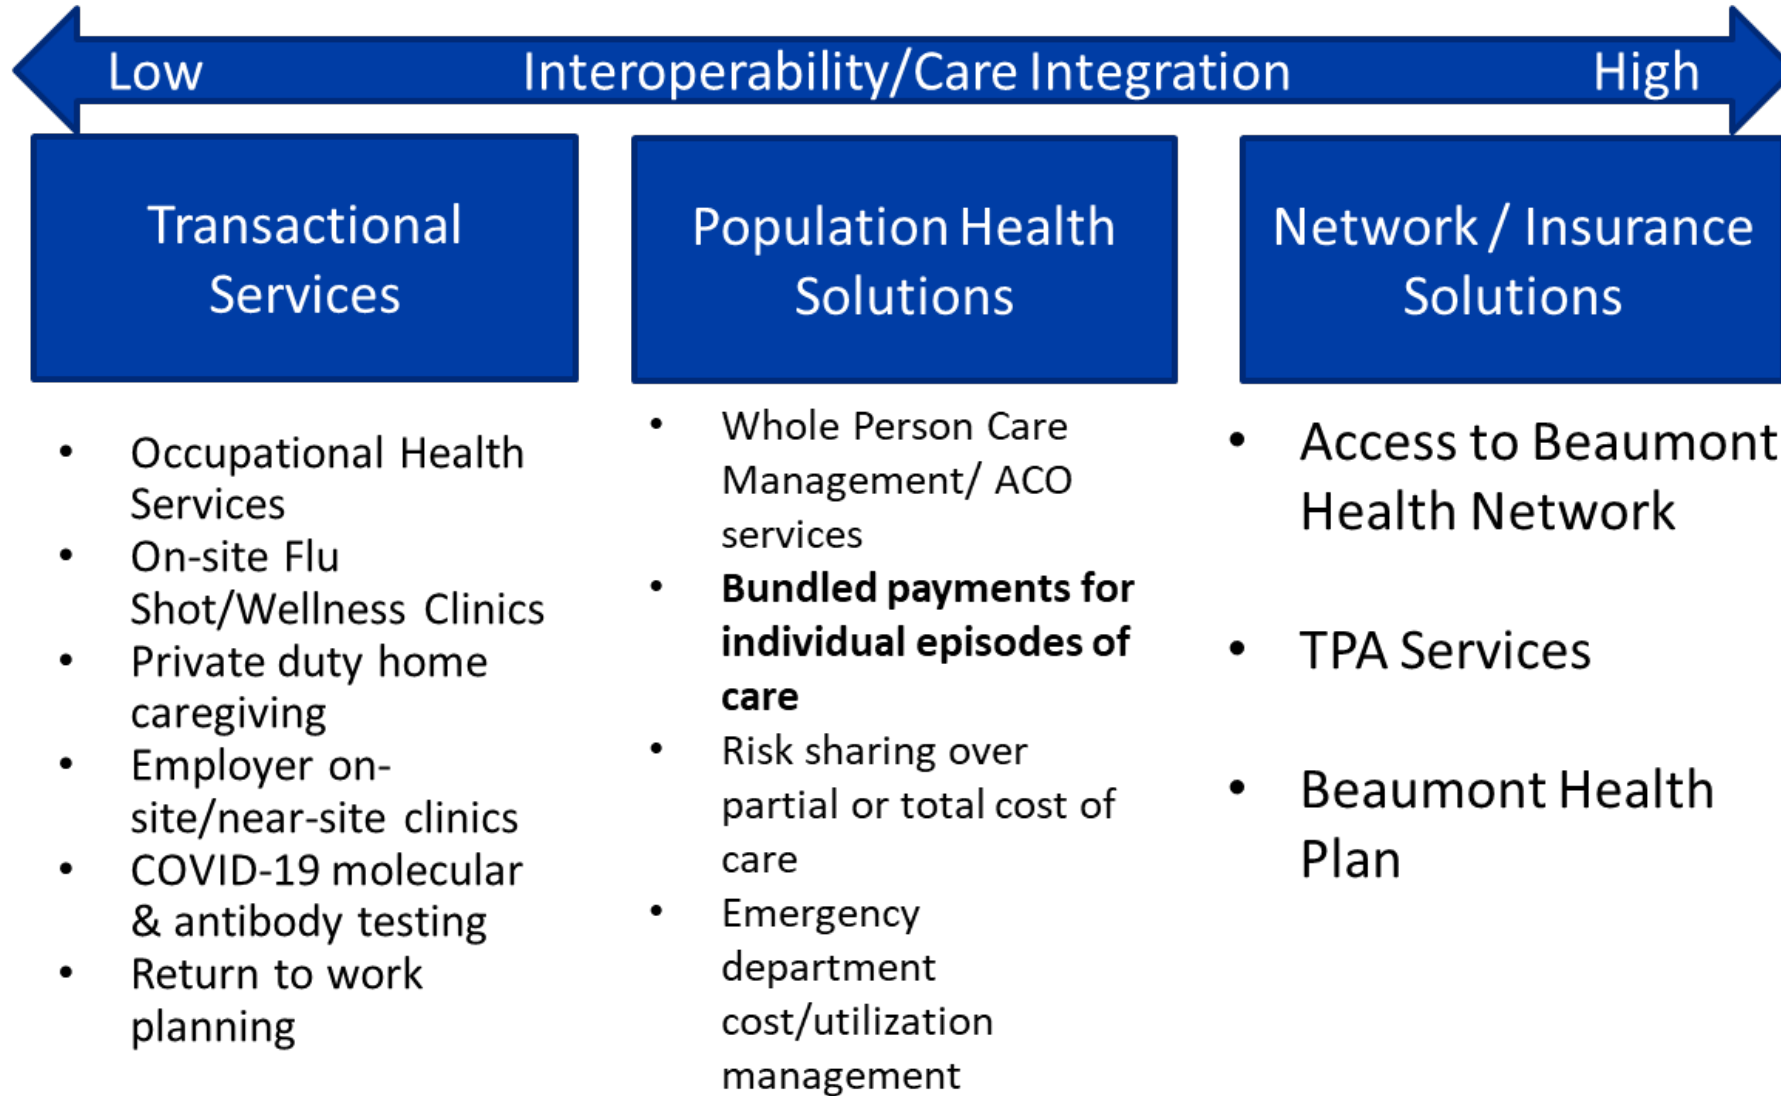 Low Interoperability/Care Integration High
Transactional
Services
• Occupational Health
Services
• On-site Flu
Shot/Wellness Clinics
• Private duty home
caregiving
• Employer on-
site/near-site clinics
• COVID-19 molecular
& antibody testing
• Return to work
planning
Population Health
Solutions
• Whole Person Care
Management/ ACO
services
• Bundled payments for
individual episodes of
care
• Risk sharing over
partial or total cost of
care
• Emergency
department
cost/utilization
management
Network / Insurance
Solutions
• Access to Beaumont
Health Network
• TPA Services
• Beaumont Health
Plan